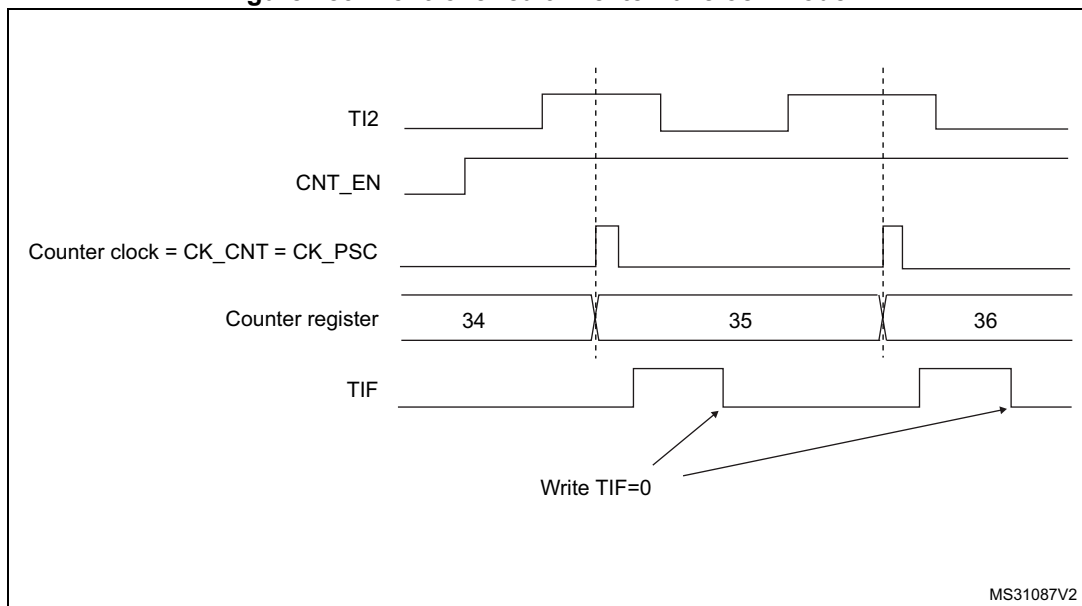 TI2
CNT_EN
Counter clock = CK_CNT = CK_PSC
Counter register 34 35 36
TIF
Write TIF=0
MS31087V2